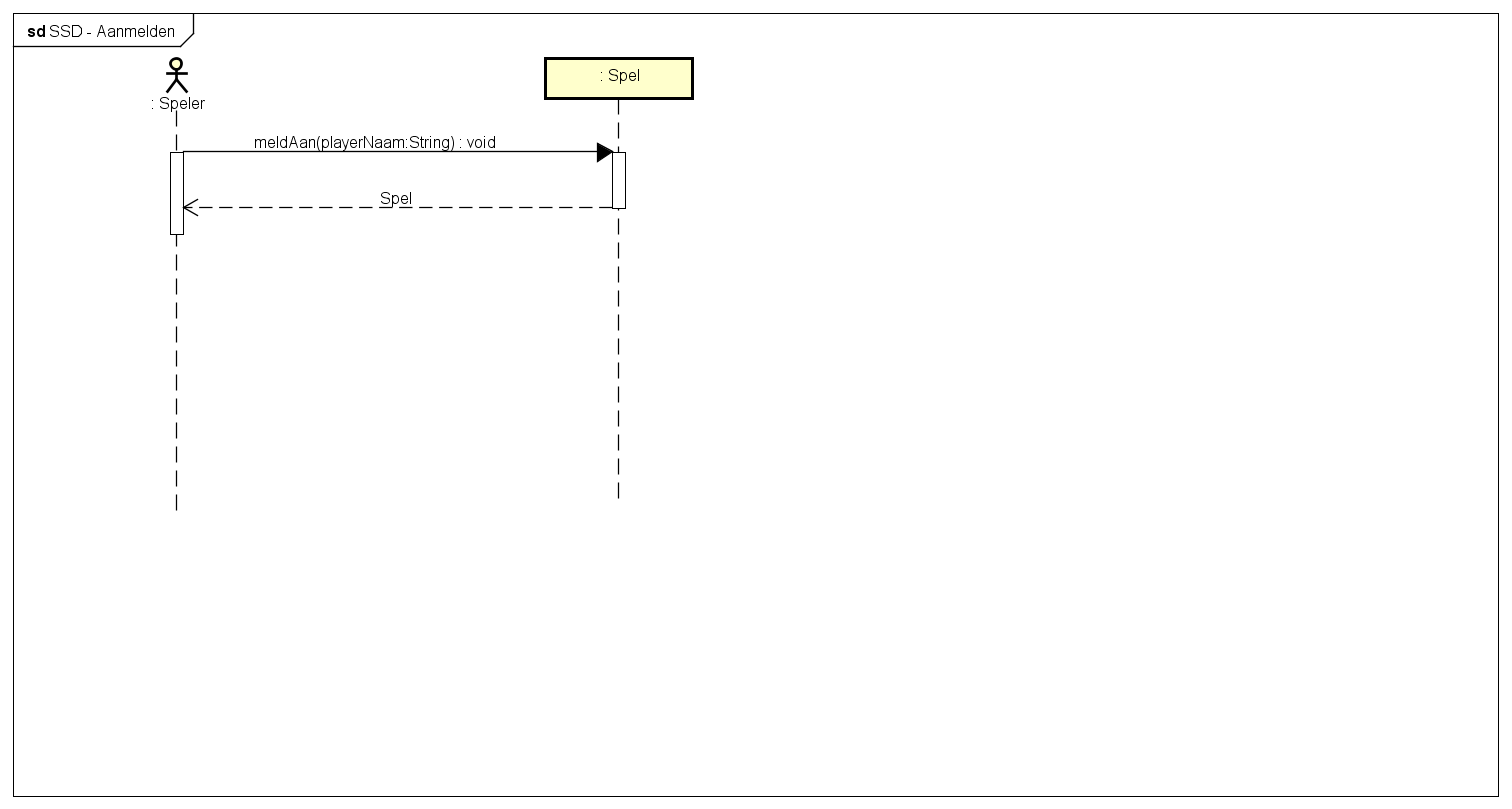 sd SSD - Aanmelden
: Speler
: Spel
meldAan(playerNaam:String) : void
Spel